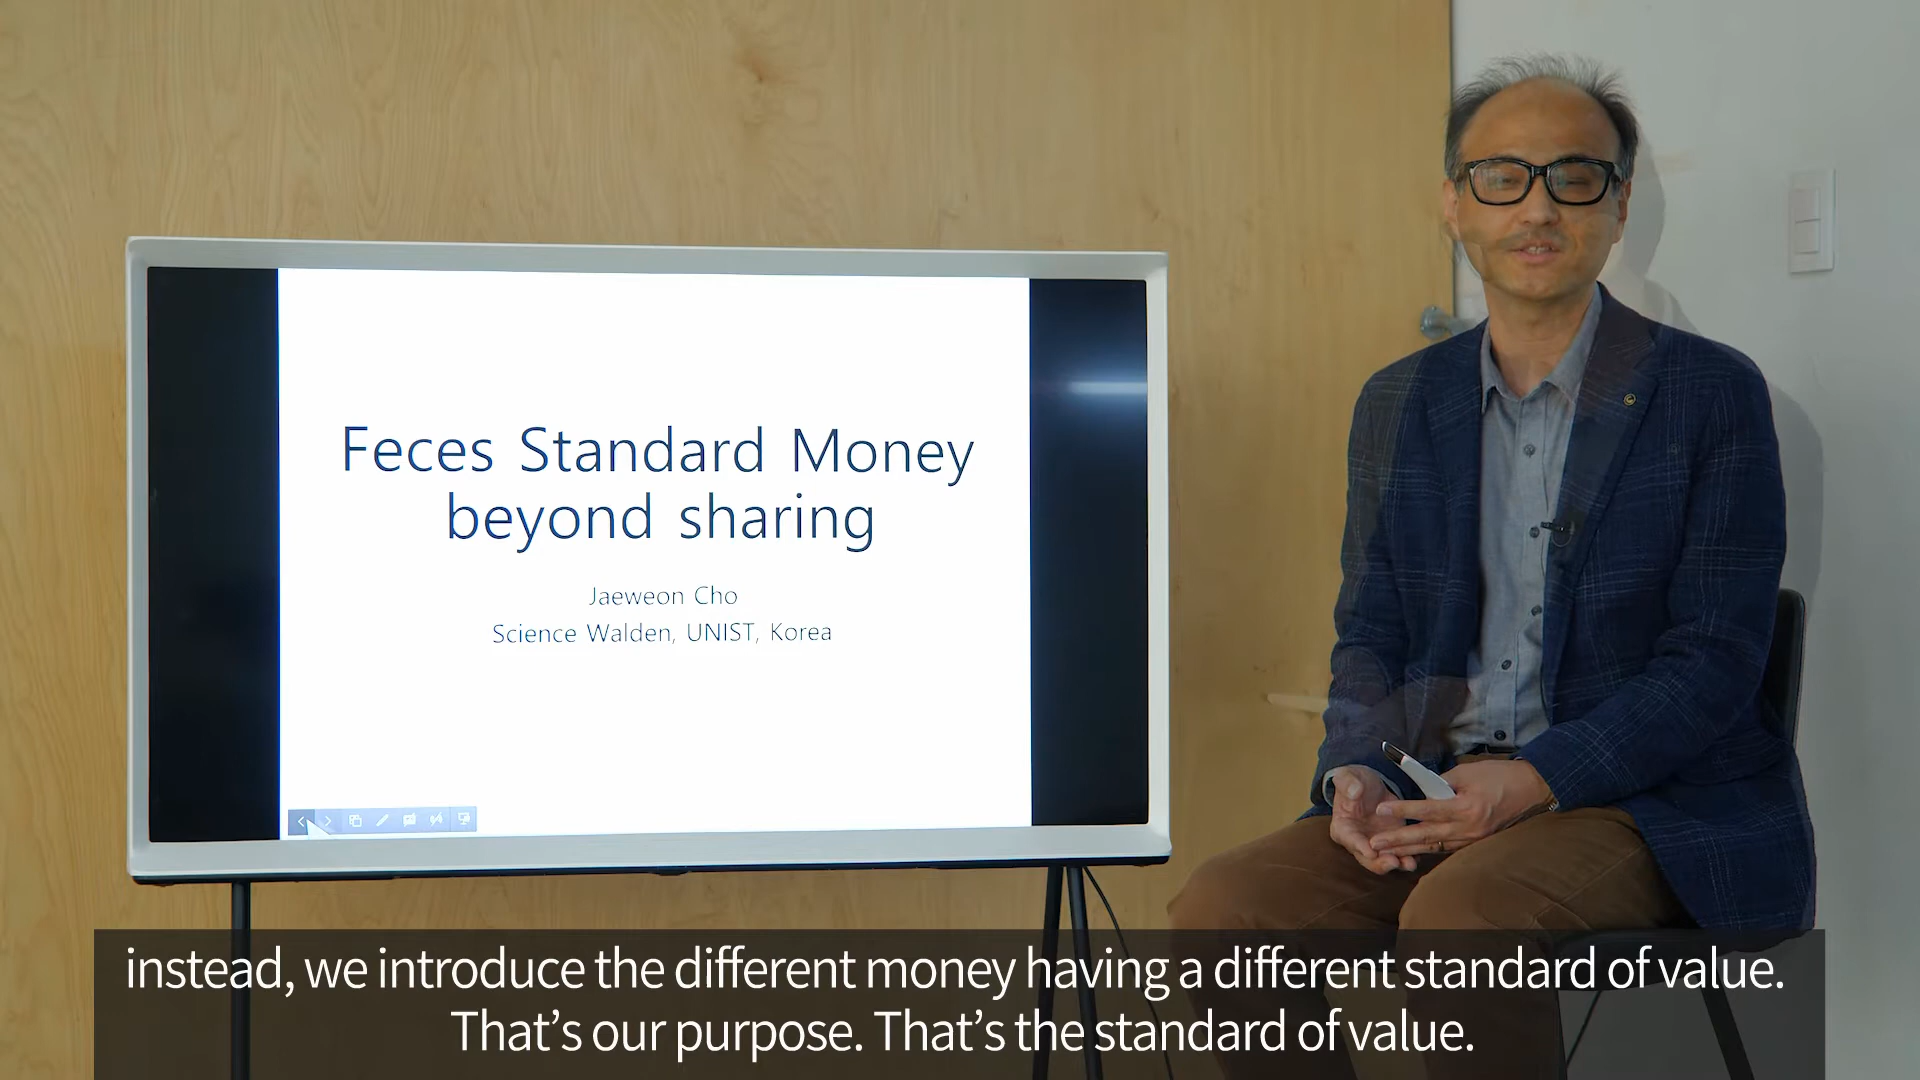 Feces Standard Money
beyond sharing
Jaeweon Cho
Science Walden, UNIST, Korea
instead, we introduce the different money having a different standard of value.
That’s our purpose. That’s the standard of value.